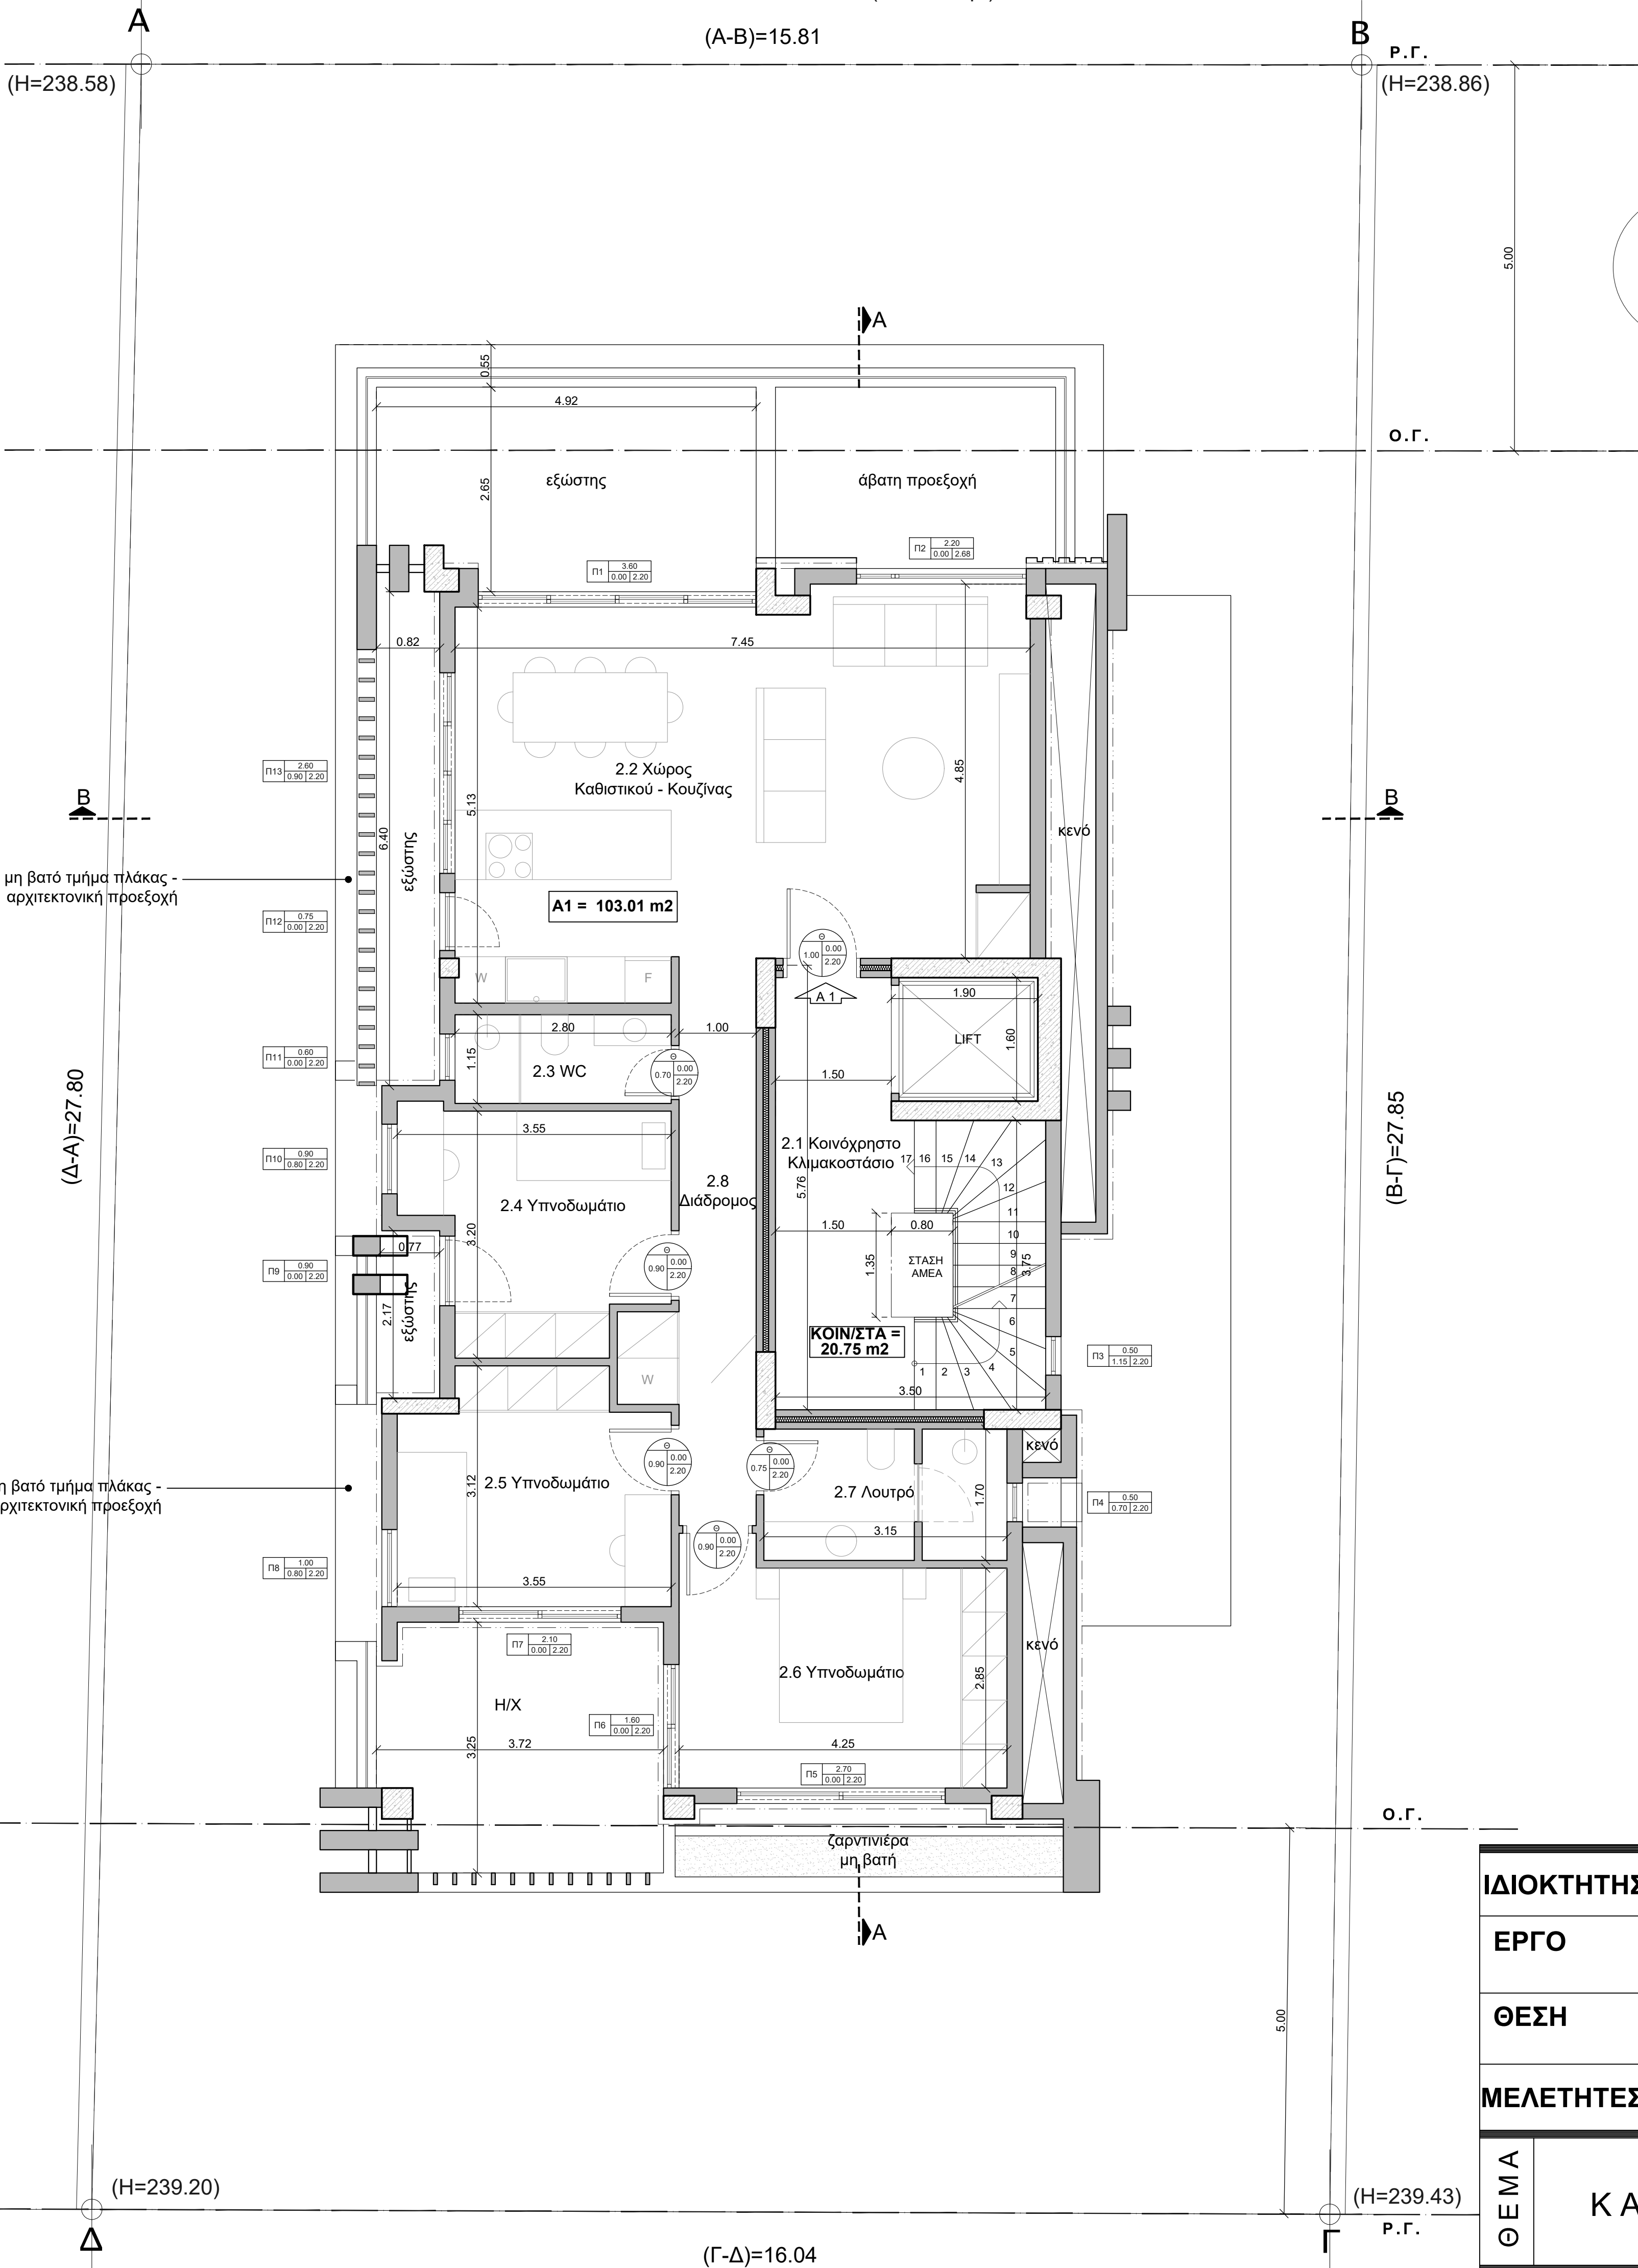 Α
(Α-Β)=15.81
Β
Ρ.Γ.
(Η=238.58)
(Η=238.86)
5.00
A
0.55
4.92
Ο.Γ.
εξώστης
άβατη προεξοχή
2.65
Π2 2.20
0.00 2.68
Π1 3.60
0.00 2.20
0.82
7.45
Π13 2.60
0.90 2.20
2.2 Χώρος
Καθιστικού - Κουζίνας
4.85
5.13
B
B
6.40
εξώστης
κενό
μη βατό τμήμα πλάκας -
αρχιτεκτονική προεξοχή
A1 = 103.01 m2
Π12 0.75
0.00 2.20
Θ
1.00 0.00
2.20
W
F
A 1
1.90
LIFT
1.60
2.80
1.00
Π11 0.60
0.00 2.20
1.15
2.3 WC
Θ
0.70 0.00
2.20
1.50
(Δ-Α)=27.80
(Β-Γ)=27.85
3.55
2.1 Κοινόχρηστο
Κλιμακοστάσιο
Π10 0.90
0.80 2.20
17 16 15 14 13
12
11
10
9
8
7
6
5
4
1 2 3
5.76
2.8
Διάδρομος
2.4 Υπνοδωμάτιο
3.20
1.50
0.80
0.77
1.35
ΣΤΑΣΗ
ΑΜΕΑ
3.75
Π9 0.90
0.00 2.20
Θ
0.90 0.00
2.20
2.17
εξώστης
ΚΟΙΝ/ΣΤΑ =
20.75 m2
Π3 0.50
1.15 2.20
W
3.50
κενό
Θ
0.90 0.00
2.20
Θ
0.75 0.00
2.20
2.5 Υπνοδωμάτιο
3.12
2.7 Λουτρό
1.70
Π4 0.50
0.70 2.20
βατό τμήμα πλάκας -
προεξοχή
3.15
Θ
0.90 0.00
2.20
Π8 1.00
0.80 2.20
3.55
Π7 2.10
0.00 2.20
κενό
2.6 Υπνοδωμάτιο
2.85
Η/Χ
Π6 1.60
0.00 2.20
3.25
3.72
4.25
Π5 2.70
0.00 2.20
Ο.Γ.
ζαρντινιέρα
μη βατή
A
5.00
ΙΔΙΟΚΤΗΤΗΣ
ΕΡΓΟ
ΘΕΣΗ
ΜΕΛΕΤΗΤΕΣ
ΘΕΜΑ
Κ Α
(Η=239.20)
(Η=239.43)
Δ
Γ
Ρ.Γ.
(Γ-Δ)=16.04